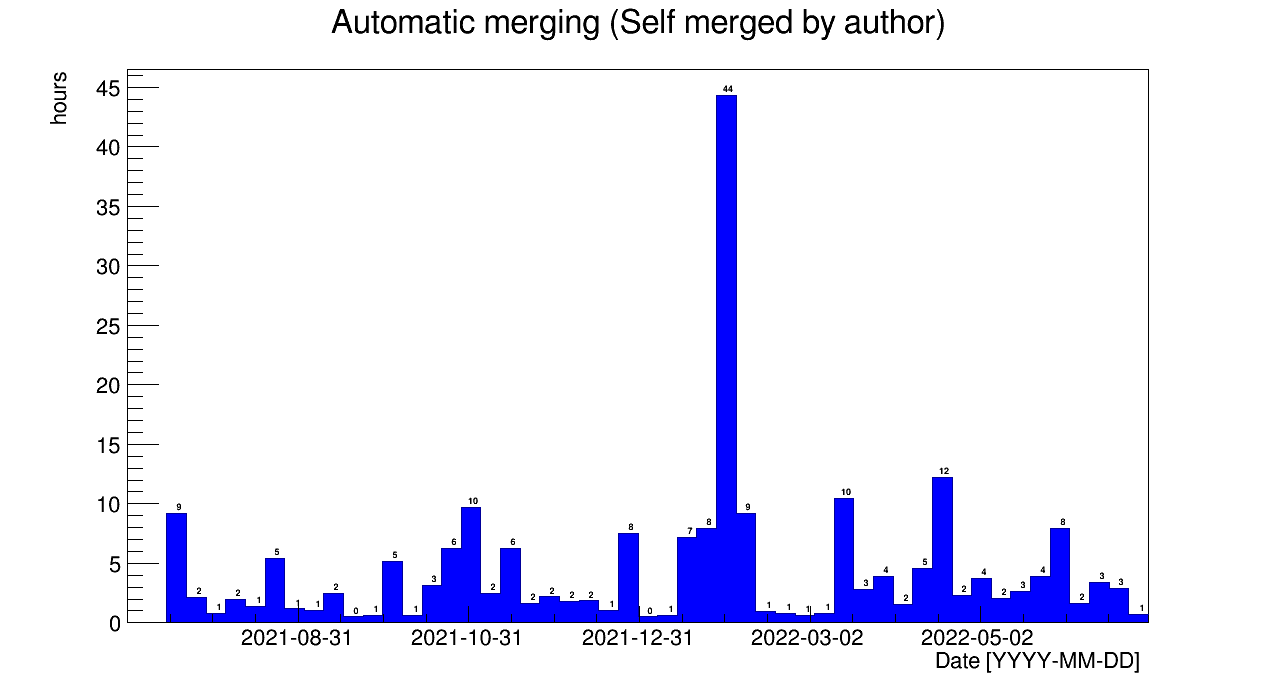 Automatic merging (Self merged by author)
hours
45
40
35
30
25
20
15
10
5
0
9 2 1 2 1 5 1 1 2 0 1 5 1 3 6 10 2 6 2 2 2 2 1 8 0 1 7 8 44 9 1 1 1 1 10 3 4 2 5 12 2 4 2 3 4 8 2 3 3 1
2021-08-31 2021-10-31 2021-12-31 2022-03-02 2022-05-02
Date [YYYY-MM-DD]